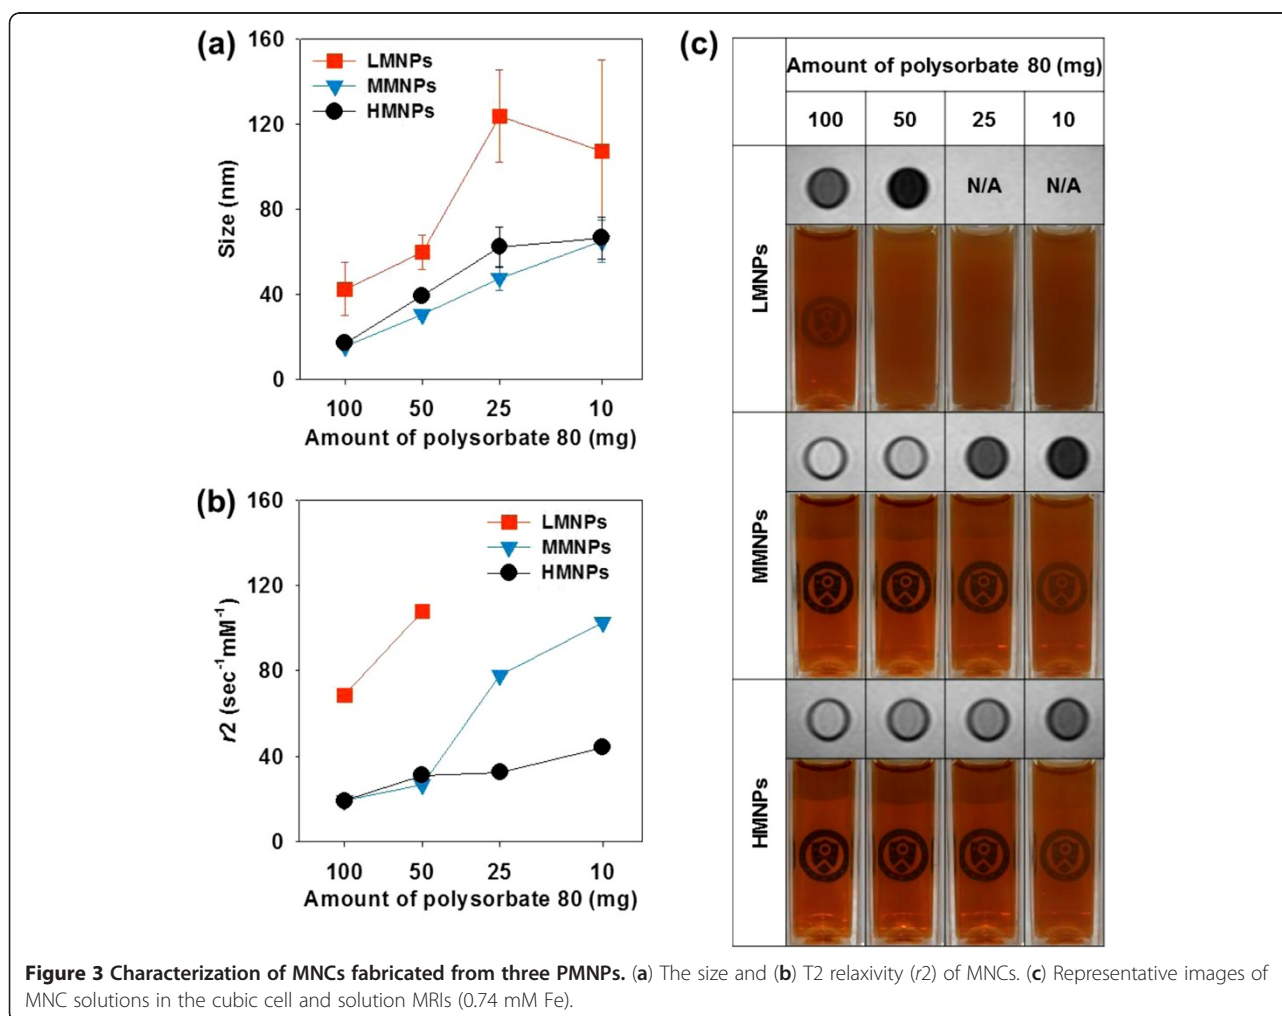 (a)
160
120
80
40
0
Size (nm)
LMNPs
MMNPs
HMNPs
100 50 25 10
Amount of polysorbate 80 (mg)
(b)
160
120
80
40
0
r2 (sec⁻¹mM⁻¹)
LMNPs
MMNPs
HMNPs
100 50 25 10
Amount of polysorbate 80 (mg)
(c)
Amount of polysorbate 80 (mg)
100 50 25 10
LMNPs
N/A N/A
MMNPs
HMNPs
Figure 3 Characterization of MNCs fabricated from three PMNPs. (a) The size and (b) T2 relaxivity (r2) of MNCs. (c) Representative images of
MNC solutions in the cubic cell and solution MRIs (0.74 mM Fe).